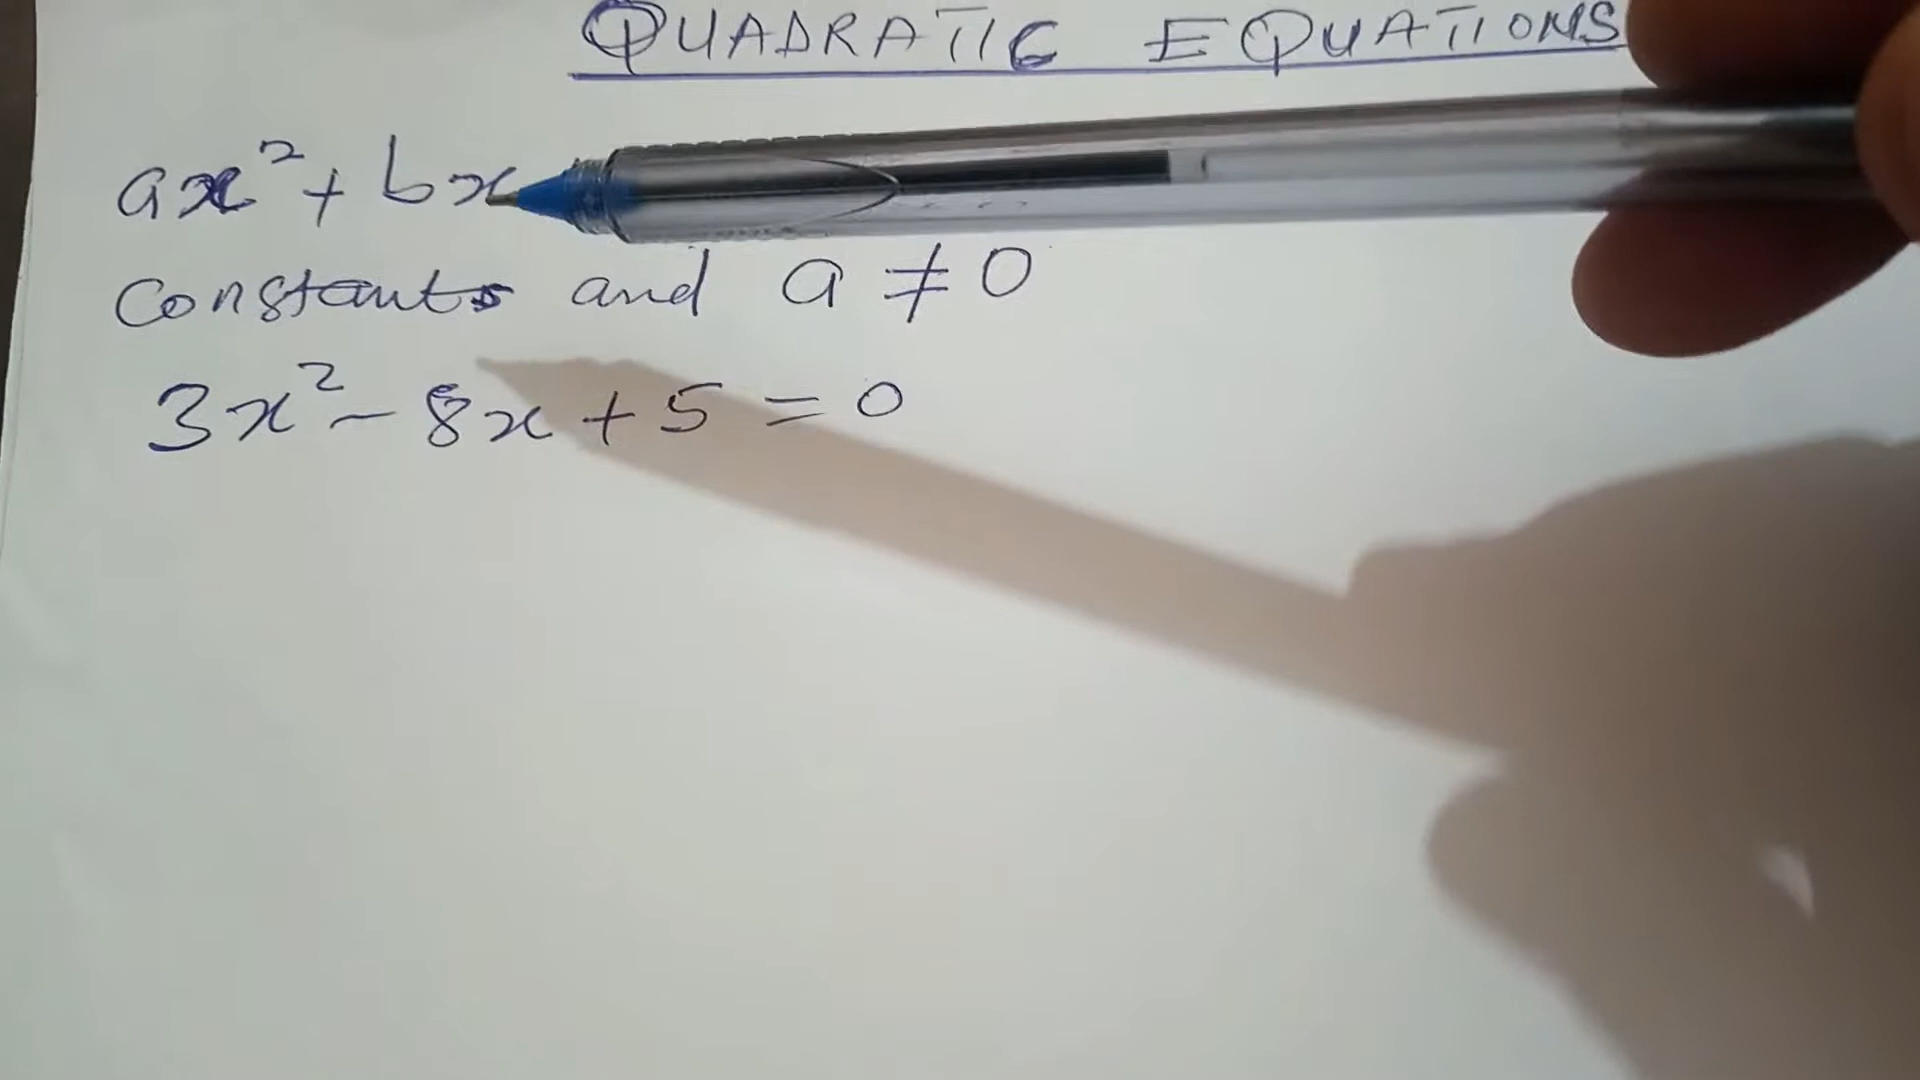 QUADRATIC EQUATIONS
ax² + bx
constants and a ≠ 0
3x² - 8x + 5 = 0